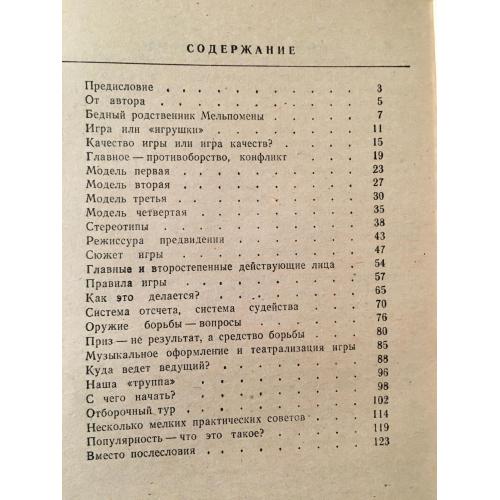 СОДЕРЖАНИЕ
Предисловие . . . . . . . . . . 3
От автора . . . . . . . . . . 5
Бедный родственник Мельпомены . . . . 7
Игра или «игрушки» . . . . . . . 11
Качество игры или игра качеств? . . . . 15
Главное — противоборство, конфликт . . . 19
Модель первая . . . . . . . . 23
Модель вторая . . . . . . . . 27
Модель третья . . . . . . . . 30
Модель четвертая . . . . . . . 35
Стереотипы . . . . . . . . . 38
Режиссура предвидения . . . . . . 43
Сюжет игры . . . . . . . . . 47
Главные и второстепенные действующие лица . 54
Правила игры . . . . . . . . 57
Как это делается? . . . . . . . 65
Система отсчета, система судейства . . . 70
Оружие борьбы — вопросы . . . . . 76
Приз — не результат, а средство борьбы . . 80
Музыкальное оформление и театрализация игры 85
Куда ведет ведущий? . . . . . . 88
Наша «труппа» . . . . . . . . 96
С чего начать? . . . . . . . . 98
Отборочный тур . . . . . . . . 102
Несколько мелких практических советов . . 114
Популярность — что это такое? . . . . 119
Вместо послесловия . . . . . . . 123